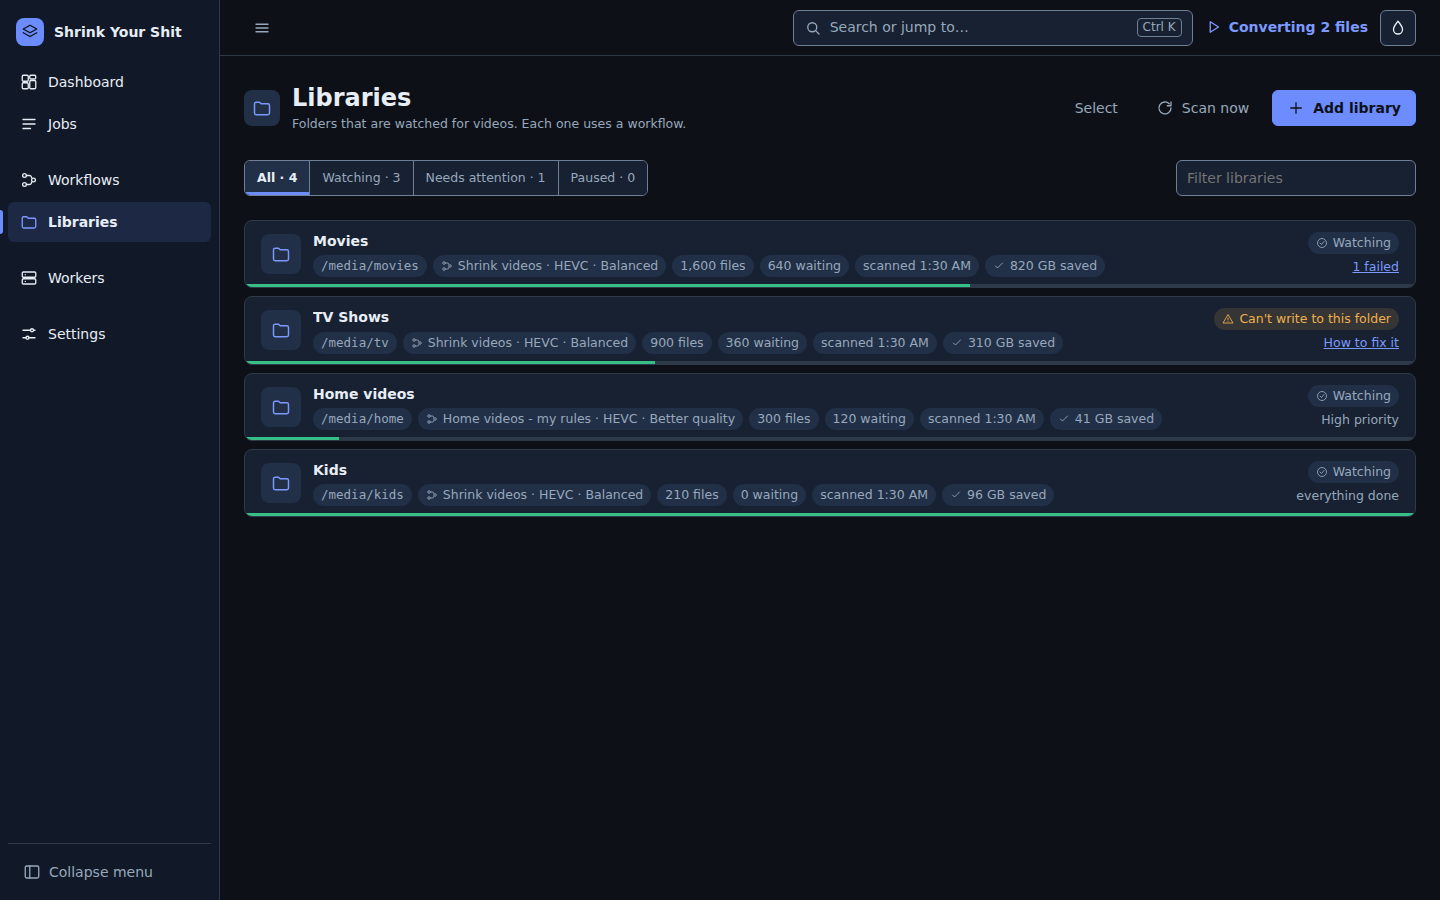 Shrink Your Shit
Search or jump to...
Ctrl K
Converting 2 files
Dashboard
Jobs
Workflows
Libraries
Workers
Settings
Collapse menu
Libraries
Folders that are watched for videos. Each one uses a workflow.
Select
Scan now
Add library
All · 4
Watching · 3
Needs attention · 1
Paused · 0
Filter libraries
Movies
/media/movies
Shrink videos · HEVC · Balanced
1,600 files
640 waiting
scanned 1:30 AM
820 GB saved
Watching
1 failed
TV Shows
/media/tv
Shrink videos · HEVC · Balanced
900 files
360 waiting
scanned 1:30 AM
310 GB saved
Can't write to this folder
How to fix it
Home videos
/media/home
Home videos - my rules · HEVC · Better quality
300 files
120 waiting
scanned 1:30 AM
41 GB saved
Watching
High priority
Kids
/media/kids
Shrink videos · HEVC · Balanced
210 files
0 waiting
scanned 1:30 AM
96 GB saved
Watching
everything done